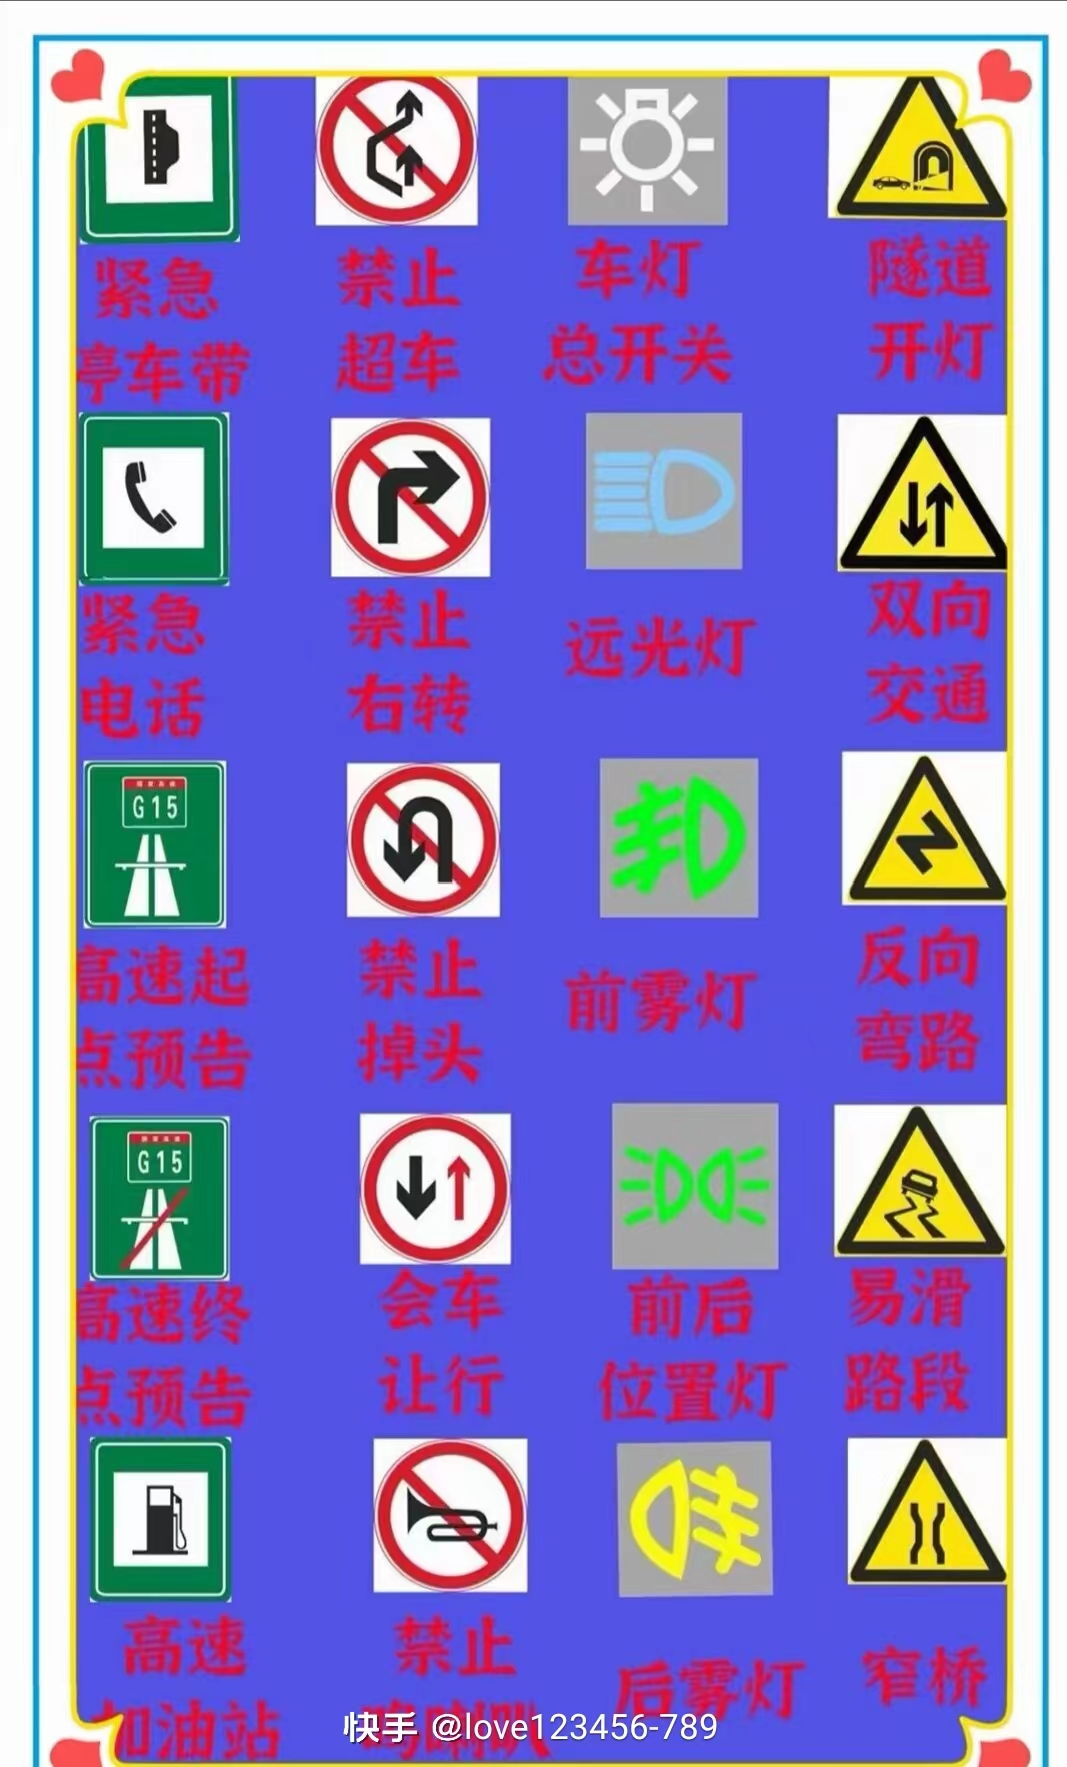 紧急
停车带
禁止
超车
车灯
总开关
隧道
开灯
紧急
电话
禁止
右转
远光灯
双向
交通
G15
高速起
点预告
禁止
掉头
前雾灯
反向
弯路
G15
高速终
点预告
会车
让行
前后
位置灯
易滑
路段
高速
加油站
禁止
鸣喇叭
后雾灯
窄桥
快手 @love123456-789